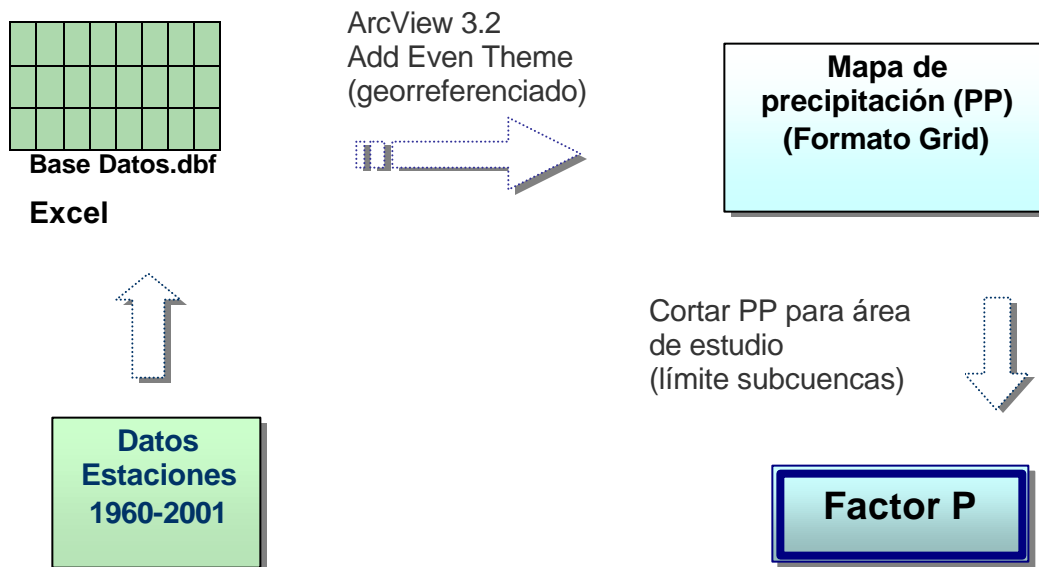 ArcView 3.2
Add Even Theme
(georreferenciado)
Base Datos.dbf
Excel
Mapa de
precipitación (PP)
(Formato Grid)
Cortar PP para área
de estudio
(límite subcuencas)
Datos
Estaciones
1960-2001
Factor P